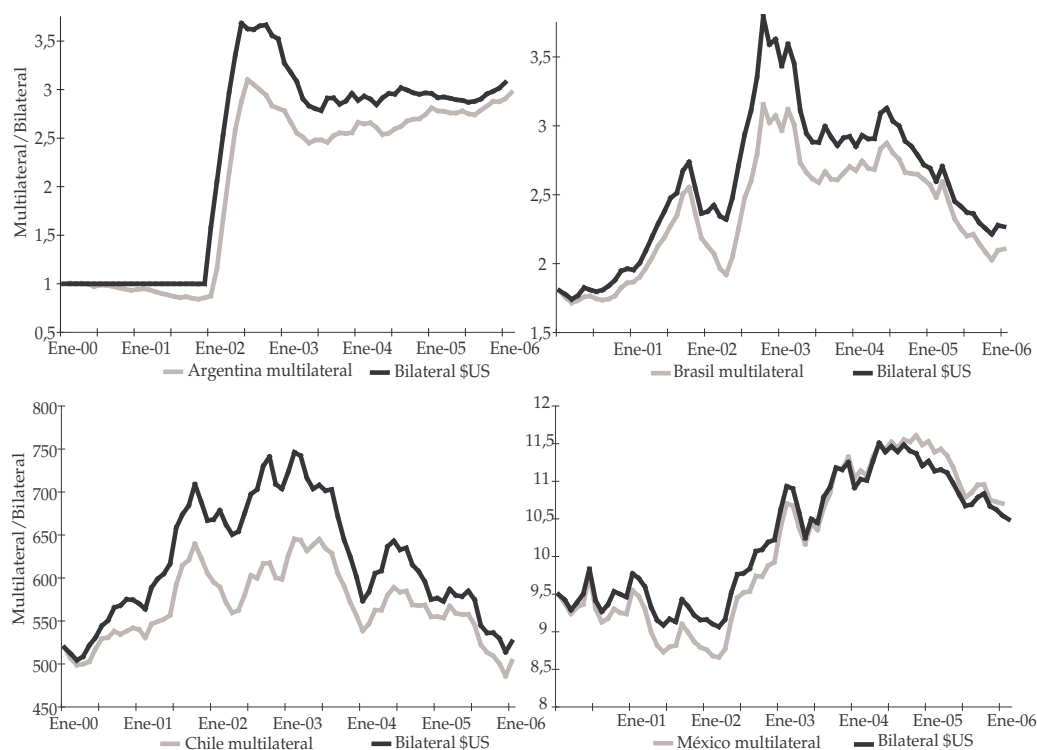 Multilateral/Bilateral
3,5
3
2,5
2
1,5
1
0,5
Ene-00 Ene-01 Ene-02 Ene-03 Ene-04 Ene-05 Ene-06
Argentina multilateral Bilateral $US
3,5
3
2,5
2
1,5
Ene-01 Ene-02 Ene-03 Ene-04 Ene-05 Ene-06
Brasil multilateral Bilateral $US
Multilateral/Bilateral
800
750
700
650
600
550
500
450
Ene-00 Ene-01 Ene-02 Ene-03 Ene-04 Ene-05 Ene-06
Chile multilateral Bilateral $US
12
11,5
11
10,5
10
9,5
9
8,5
8
Ene-01 Ene-02 Ene-03 Ene-04 Ene-05 Ene-06
México multilateral Bilateral $US